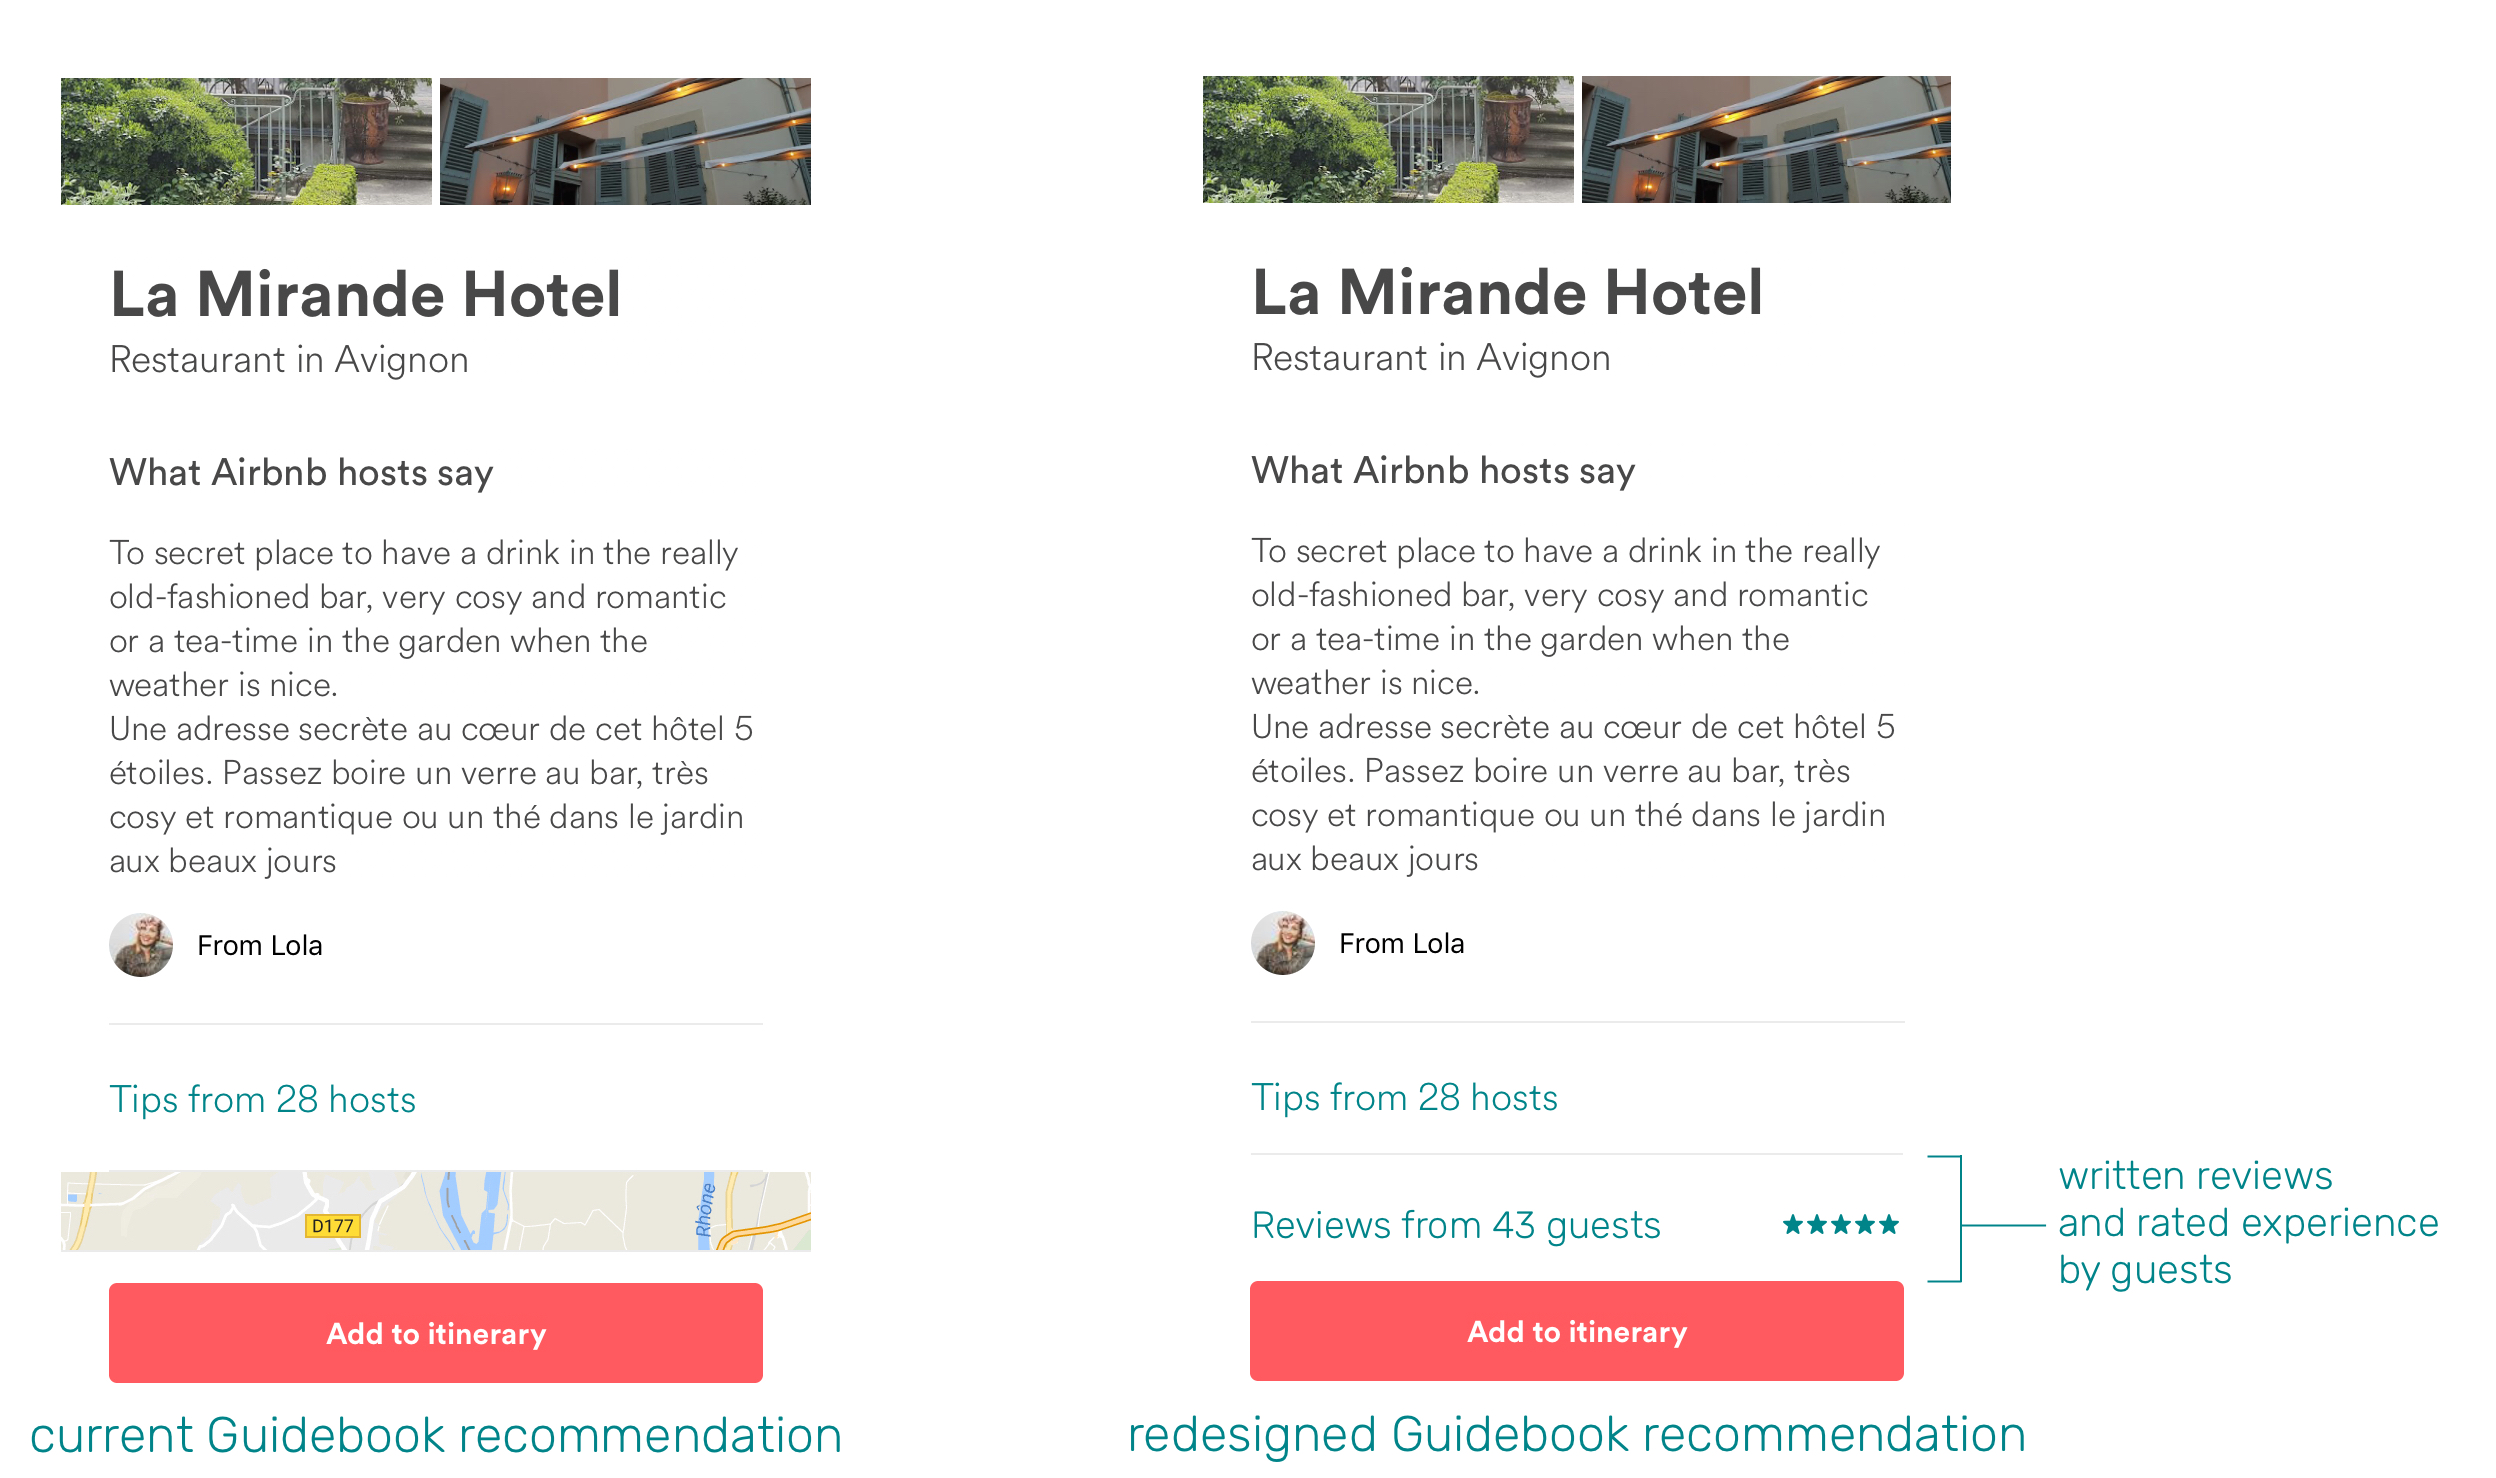 La Mirande Hotel
Restaurant in Avignon
What Airbnb hosts say
To secret place to have a drink in the really
old-fashioned bar, very cosy and romantic
or a tea-time in the garden when the
weather is nice.
Une adresse secrète au cœur de cet hôtel 5
étoiles. Passez boire un verre au bar, très
cosy et romantique ou un thé dans le jardin
aux beaux jours
From Lola
Tips from 28 hosts
D177
Rhône
Add to itinerary
current Guidebook recommendation
La Mirande Hotel
Restaurant in Avignon
What Airbnb hosts say
To secret place to have a drink in the really
old-fashioned bar, very cosy and romantic
or a tea-time in the garden when the
weather is nice.
Une adresse secrète au cœur de cet hôtel 5
étoiles. Passez boire un verre au bar, très
cosy et romantique ou un thé dans le jardin
aux beaux jours
From Lola
Tips from 28 hosts
Reviews from 43 guests
Add to itinerary
written reviews
and rated experience
by guests
redesigned Guidebook recommendation